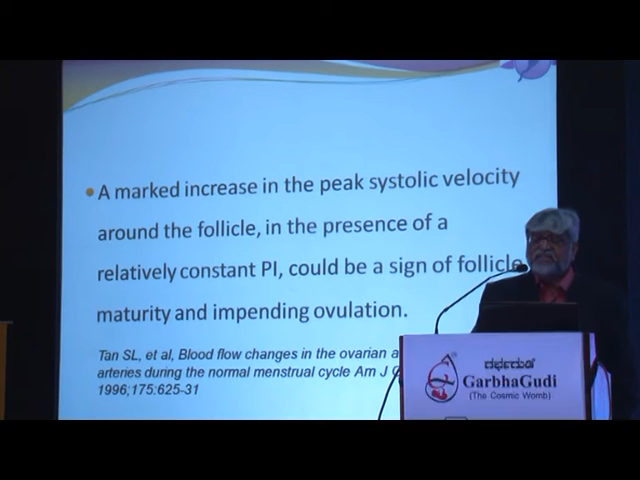 A marked increase in the peak systolic velocity
around the follicle, in the presence of a
relatively constant PI, could be a sign of follicle
maturity and impending ovulation.
Tan SL, et al, Blood flow changes in the ovarian a
arteries during the normal menstrual cycle Am J
1996;175:625-31
ಗರ್ಭಗುಡಿ
GarbhaGudi
(The Cosmic Womb)